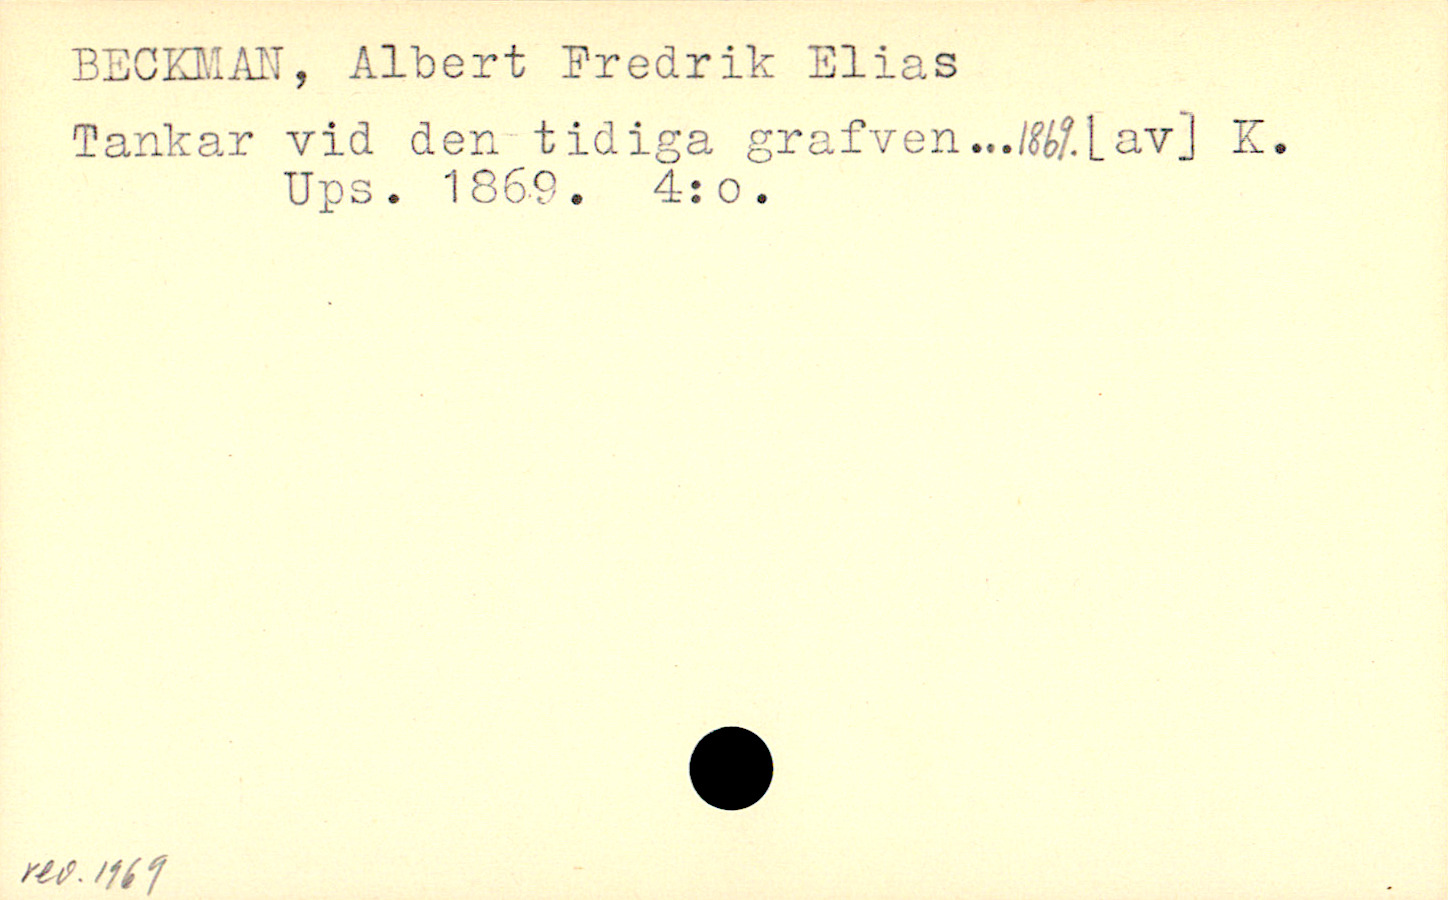 BECKMAN, Albert Fredrik Elias
Tankar vid den tidiga grafven...1869.[av] K.
Ups. 1869. 4:o.
rev. 1969